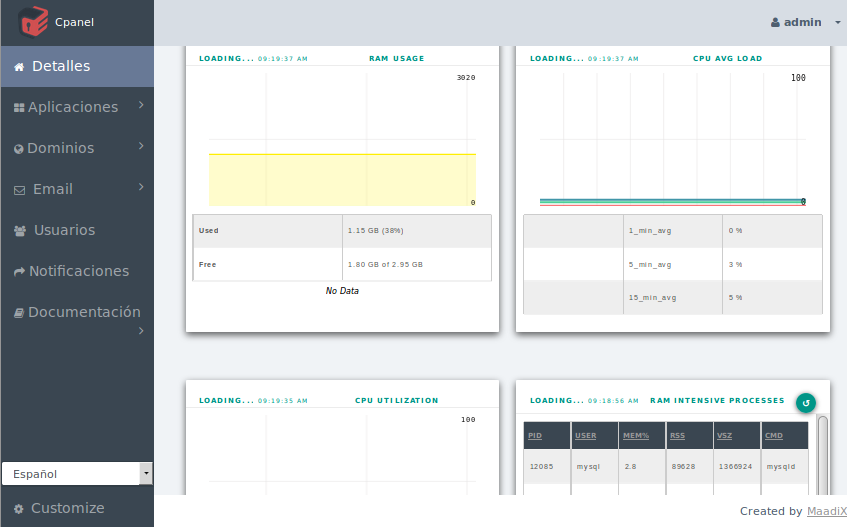 Cpanel
admin
Detalles
Aplicaciones
Dominios
Email
Usuarios
Notificaciones
Documentación
Español
Customize
LOADING... 09:19:37 AM RAM USAGE
3020
0
Used 1.15 GB (38%)
Free 1.80 GB of 2.95 GB
No Data
LOADING... 09:19:37 AM CPU AVG LOAD
100
0
1_min_avg 0 %
5_min_avg 3 %
15_min_avg 5 %
LOADING... 09:19:35 AM CPU UTILIZATION
100
LOADING... 09:18:56 AM RAM INTENSIVE PROCESSES
PID USER MEM% RSS VSZ CMD
12085 mysql 2.8 89628 1366924 mysqld
Created by MaadiX